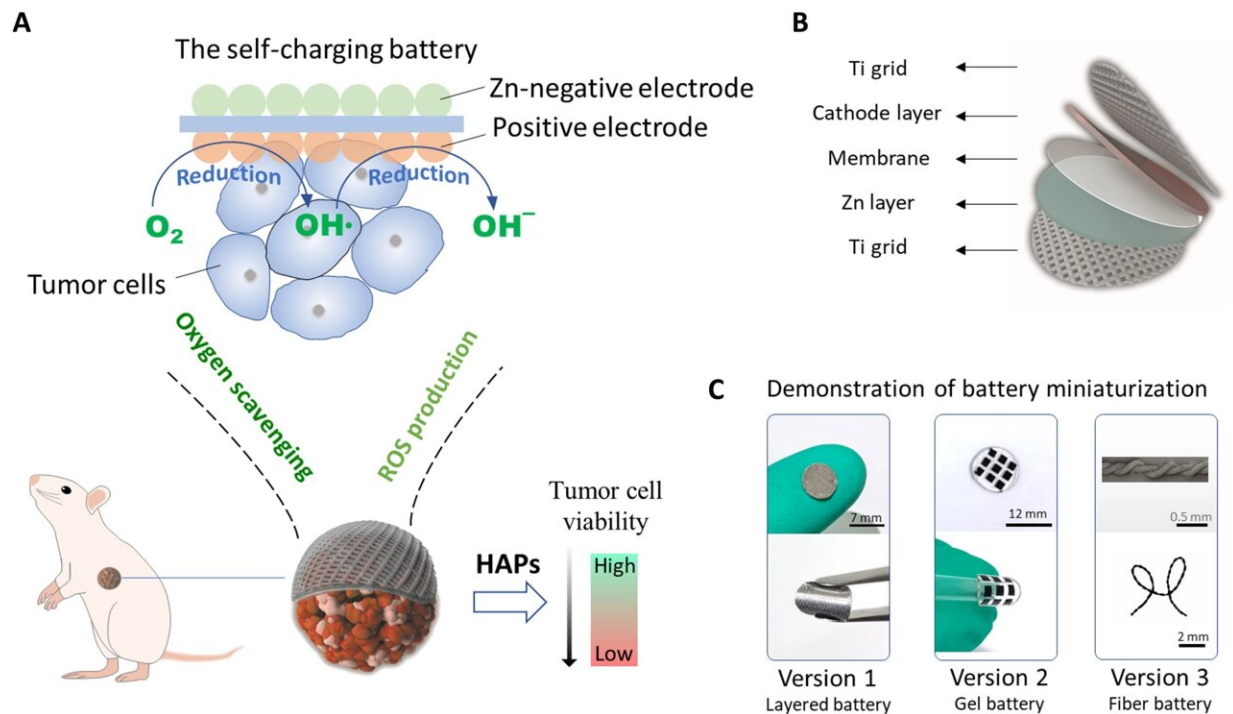 A
The self-charging battery
Zn-negative electrode
Positive electrode
Reduction
Reduction
O₂
OH·
OH⁻
Tumor cells
Oxygen scavenging
ROS production
HAPs
Tumor cell
viability
High
Low
B
Ti grid
Cathode layer
Membrane
Zn layer
Ti grid
C
Demonstration of battery miniaturization
7 mm
12 mm
0.5 mm
2 mm
Version 1
Layered battery
Version 2
Gel battery
Version 3
Fiber battery